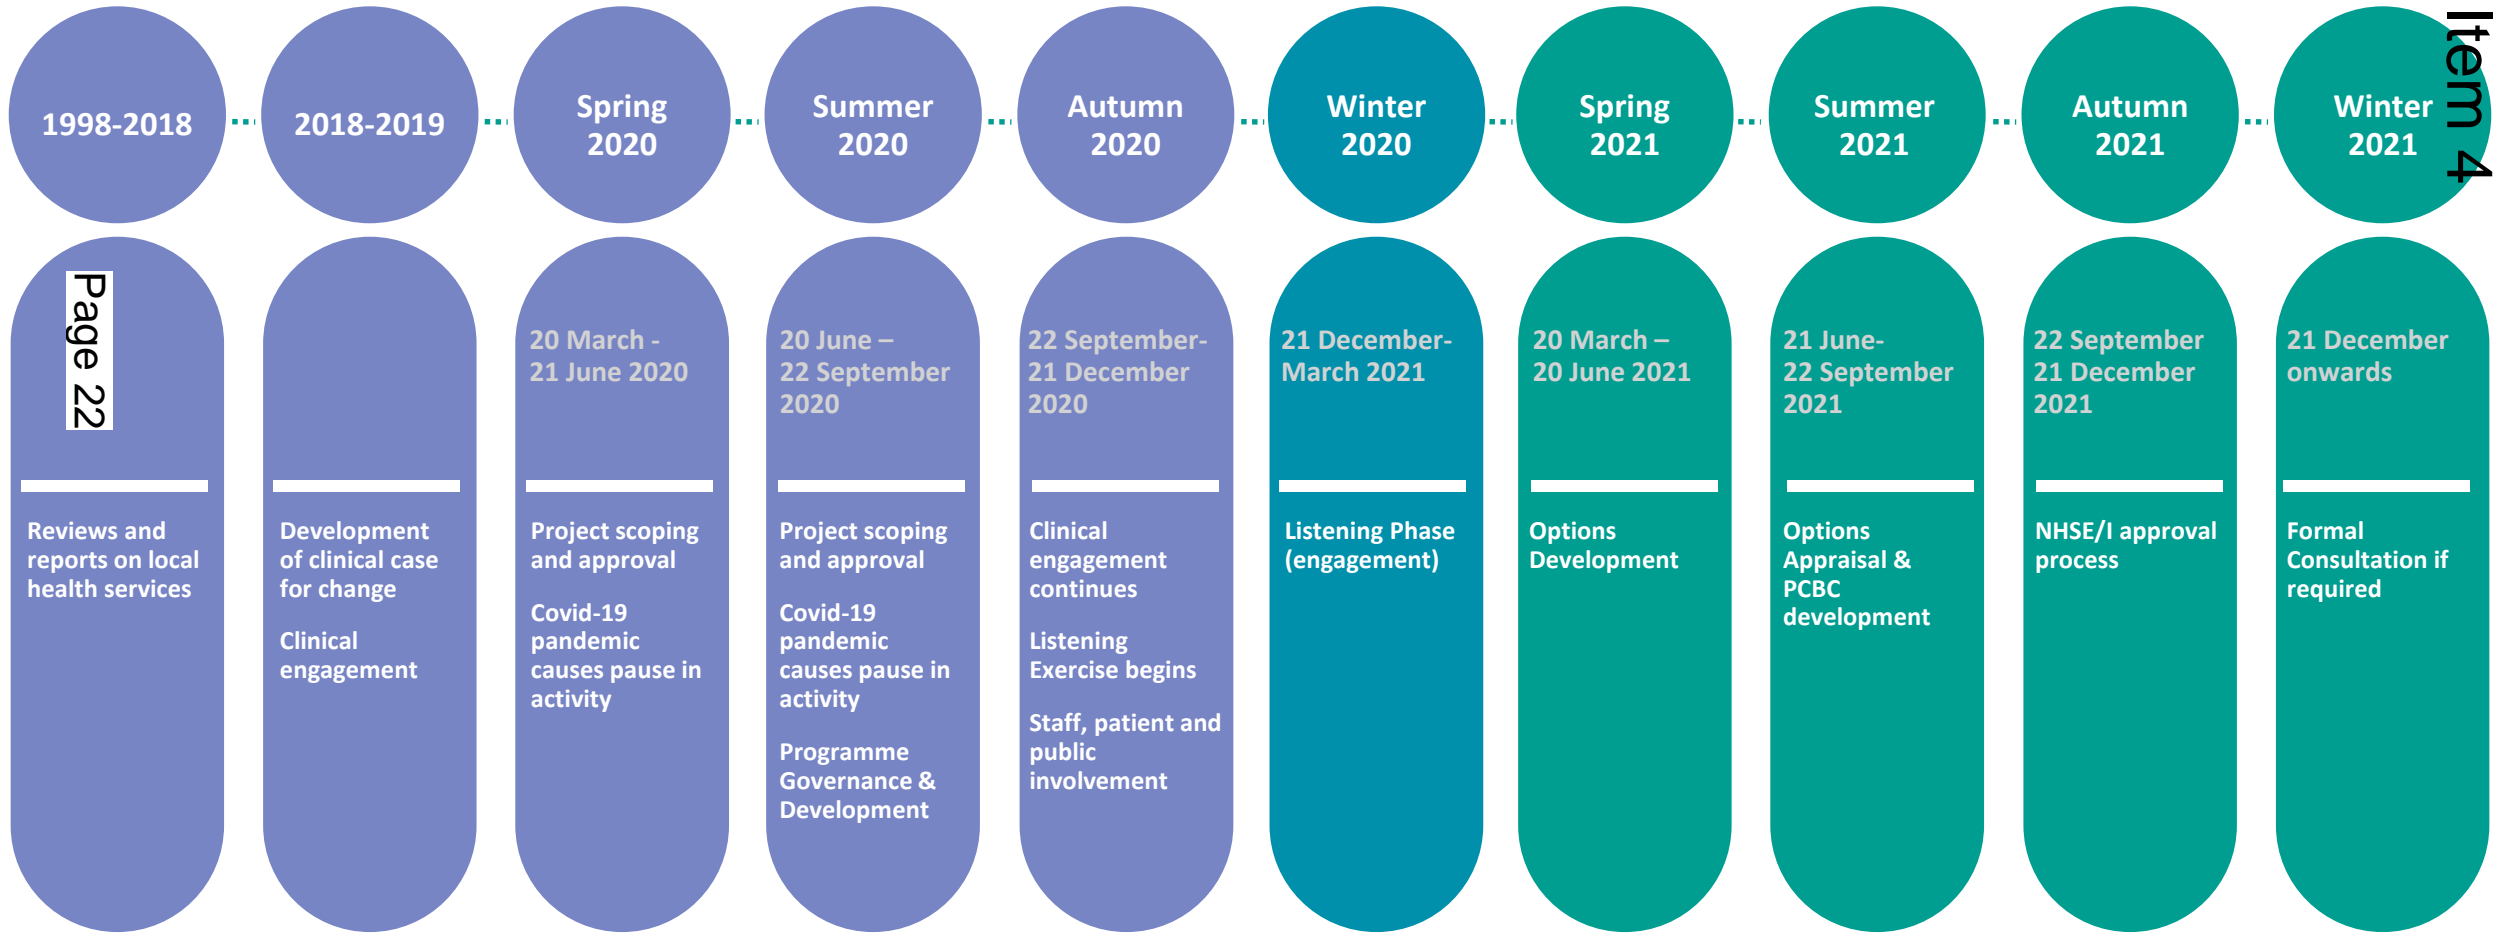 1998-2018
2018-2019
Spring
2020
Summer
2020
Autumn
2020
Winter
2020
Spring
2021
Summer
2021
Autumn
2021
Winter
2021
Item 4
Page 22
Reviews and
reports on local
health services
Development
of clinical case
for change
Clinical
engagement
20 March -
21 June 2020
Project scoping
and approval
Covid-19
pandemic
causes pause in
activity
20 June –
22 September
2020
Project scoping
and approval
Covid-19
pandemic
causes pause in
activity
Programme
Governance &
Development
22 September-
21 December
2020
Clinical
engagement
continues
Listening
Exercise begins
Staff, patient and
public
involvement
21 December-
March 2021
Listening Phase
(engagement)
20 March –
20 June 2021
Options
Development
21 June-
22 September
2021
Options
Appraisal &
PCBC
development
22 September
21 December
2021
NHSE/I approval
process
21 December
onwards
Formal
Consultation if
required